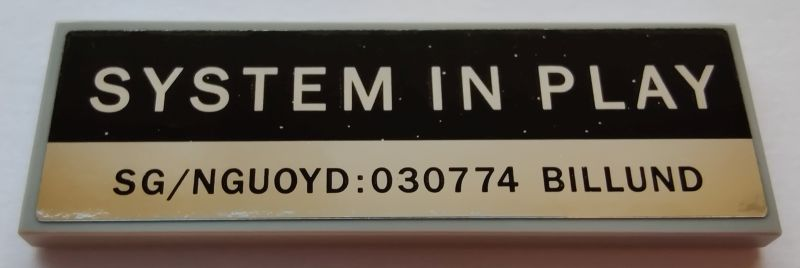 SYSTEM IN PLAY
SG/NGUOYD:030774 BILLUND